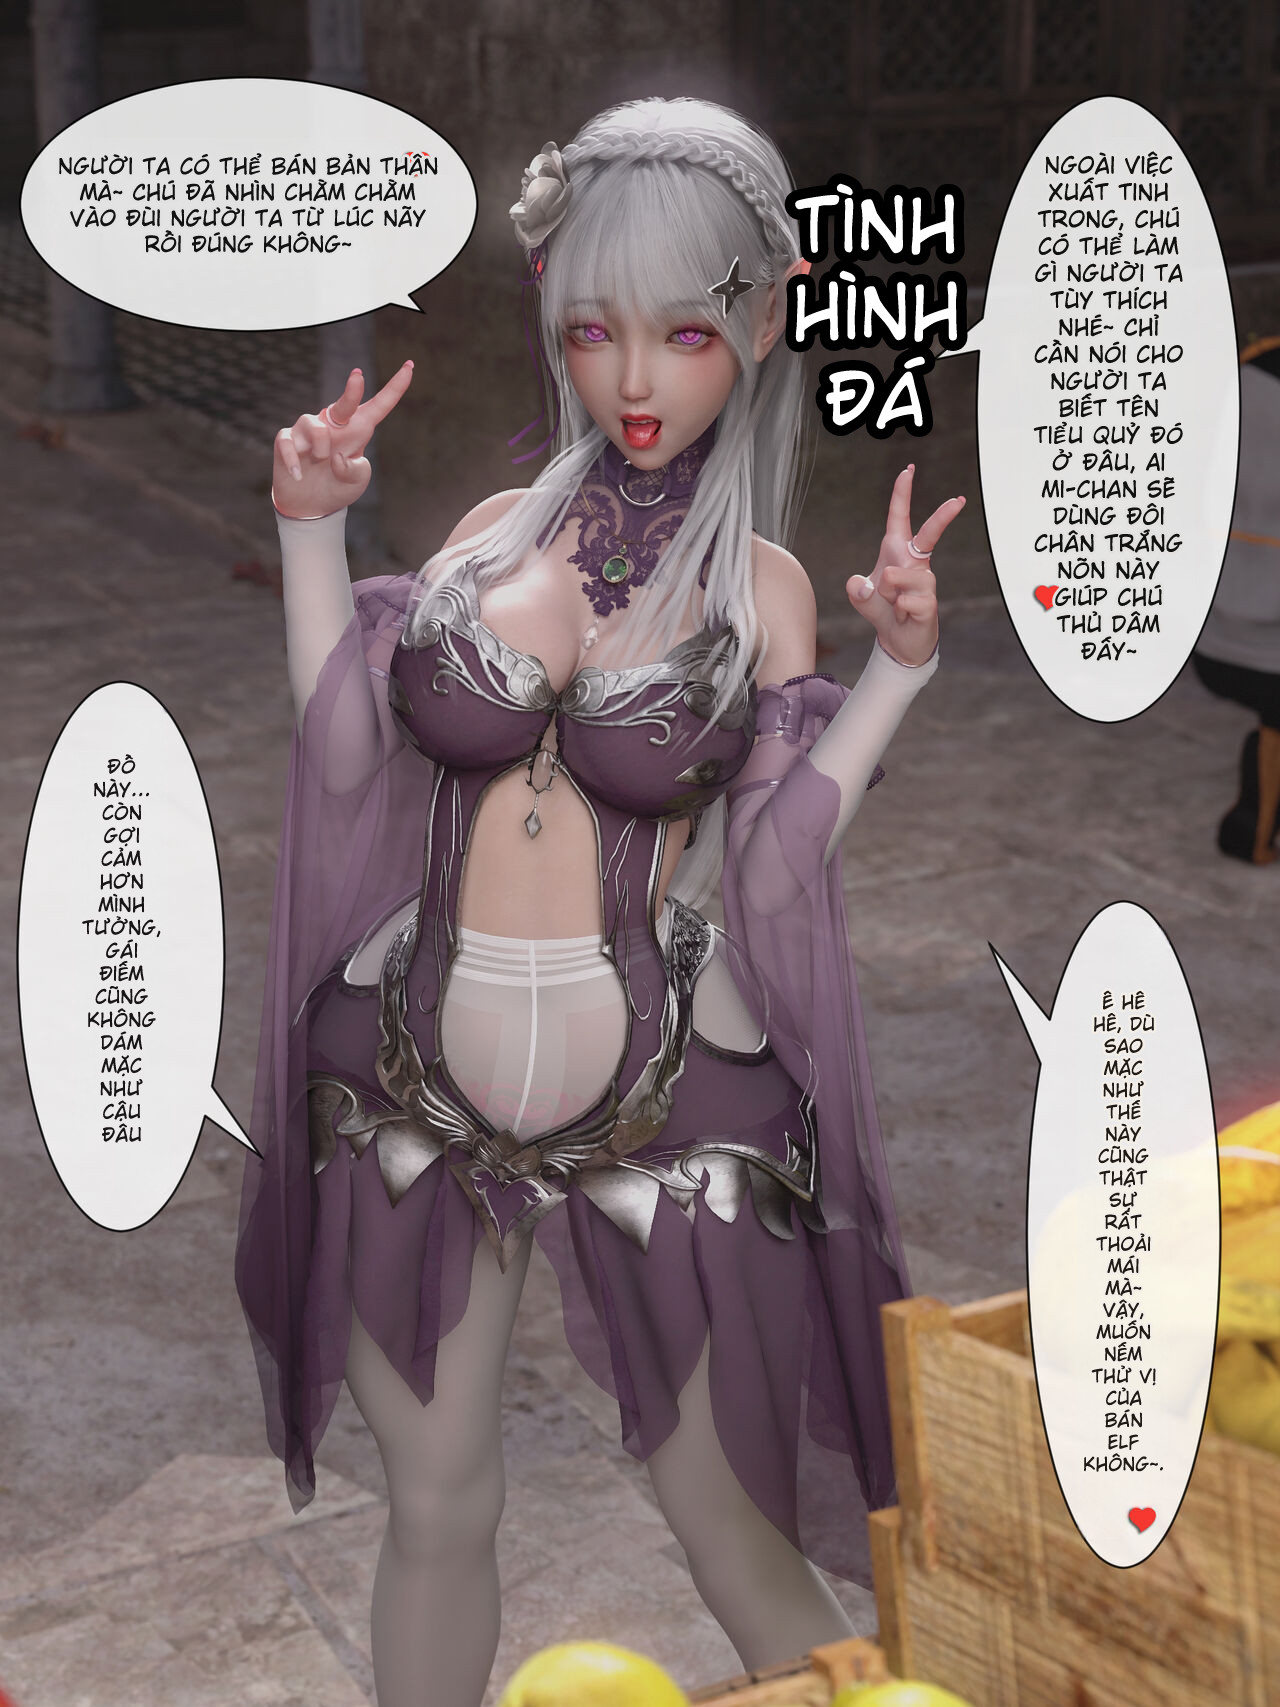 NGƯỜI TA CÓ THỂ BÁN BẢN THÂN
MÀ~ CHÚ ĐÃ NHÌN CHẰM CHẰM
VÀO ĐÙI NGƯỜI TA TỪ LÚC NÃY
RỒI ĐÚNG KHÔNG~
TÌNH
HÌNH
ĐÁ
NGOÀI VIỆC
XUẤT TINH
TRONG, CHÚ
CÓ THỂ LÀM
GÌ NGƯỜI TA
TÙY THÍCH
NHÉ~ CHỈ
CẦN NÓI CHO
NGƯỜI TA
BIẾT TÊN
TIỂU QUỶ ĐÓ
Ở ĐÂU, AI
MI-CHAN SẼ
DÙNG ĐÔI
CHÂN TRẮNG
NÕN NÀY
GIÚP CHÚ
THỦ DÂM
ĐẤY~
ĐỒ
NÀY...
CÒN
GỢI
CẢM
HƠN
MÌNH
TƯỞNG,
GÁI
ĐIẾM
CŨNG
KHÔNG
DÁM
MẶC
NHƯ
CẬU
ĐÂU
Ê HÊ
HÊ, DÙ
SAO
MẶC
NHƯ
THẾ
NÀY
CŨNG
THẬT
SỰ
RẤT
THOẢI
MÁI
MÀ~
VẬY,
MUỐN
NẾM
THỬ VỊ
CỦA
BÁN
ELF
KHÔNG~.